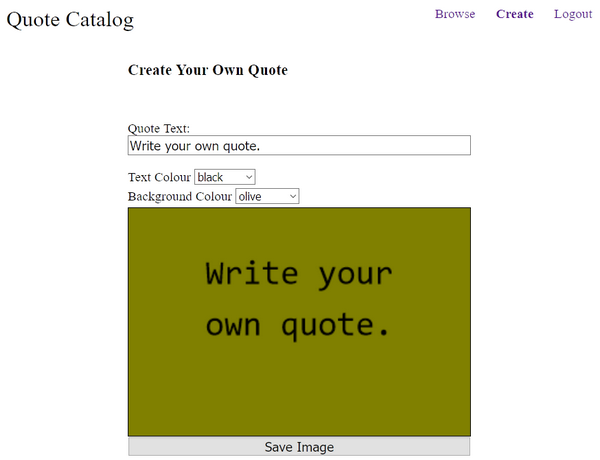 Quote Catalog
Browse Create Logout
Create Your Own Quote
Quote Text:
Write your own quote.
Text Colour black
Background Colour olive
Write your
own quote.
Save Image